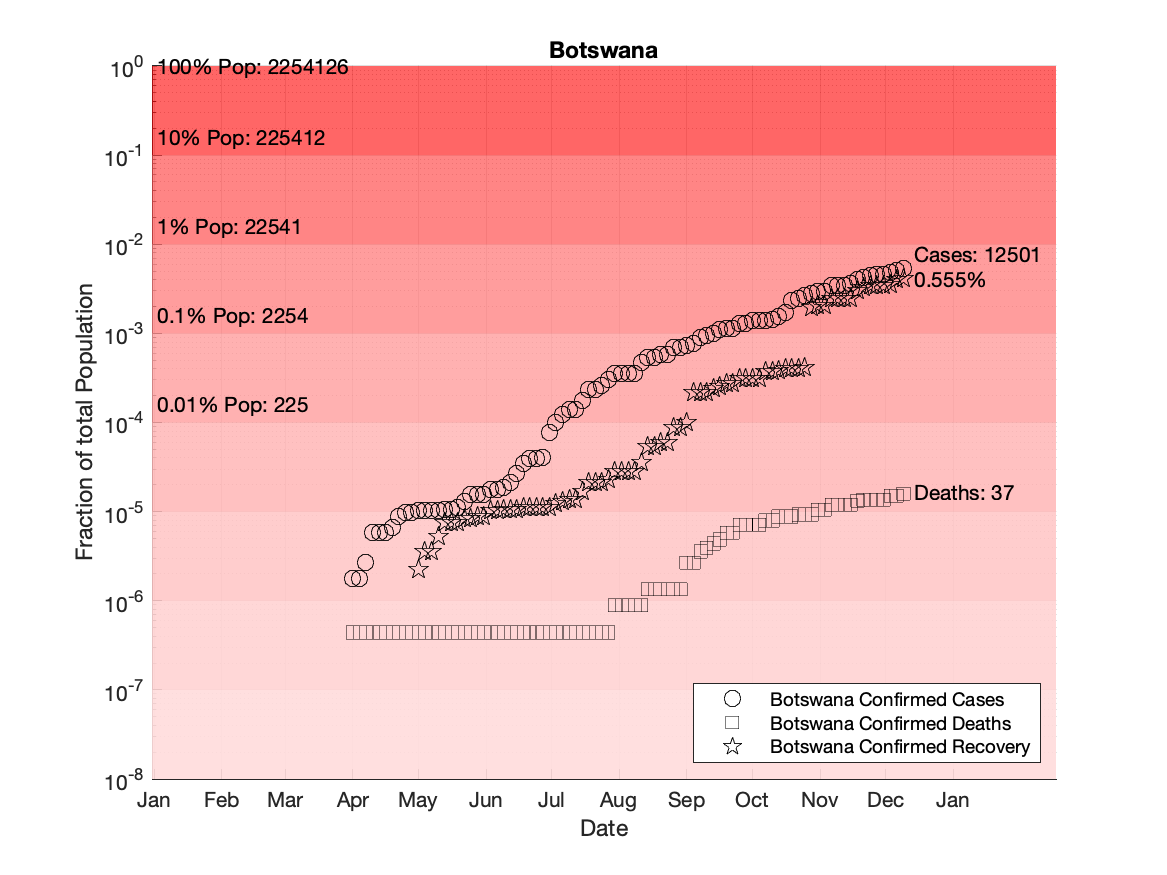 Botswana
10^0
100% Pop: 2254126
10% Pop: 225412
10^-1
1% Pop: 22541
10^-2
Cases: 12501
0.555%
0.1% Pop: 2254
10^-3
0.01% Pop: 225
10^-4
Deaths: 37
10^-5
10^-6
10^-7
10^-8
Fraction of total Population
Botswana Confirmed Cases
Botswana Confirmed Deaths
Botswana Confirmed Recovery
Jan Feb Mar Apr May Jun Jul Aug Sep Oct Nov Dec Jan
Date